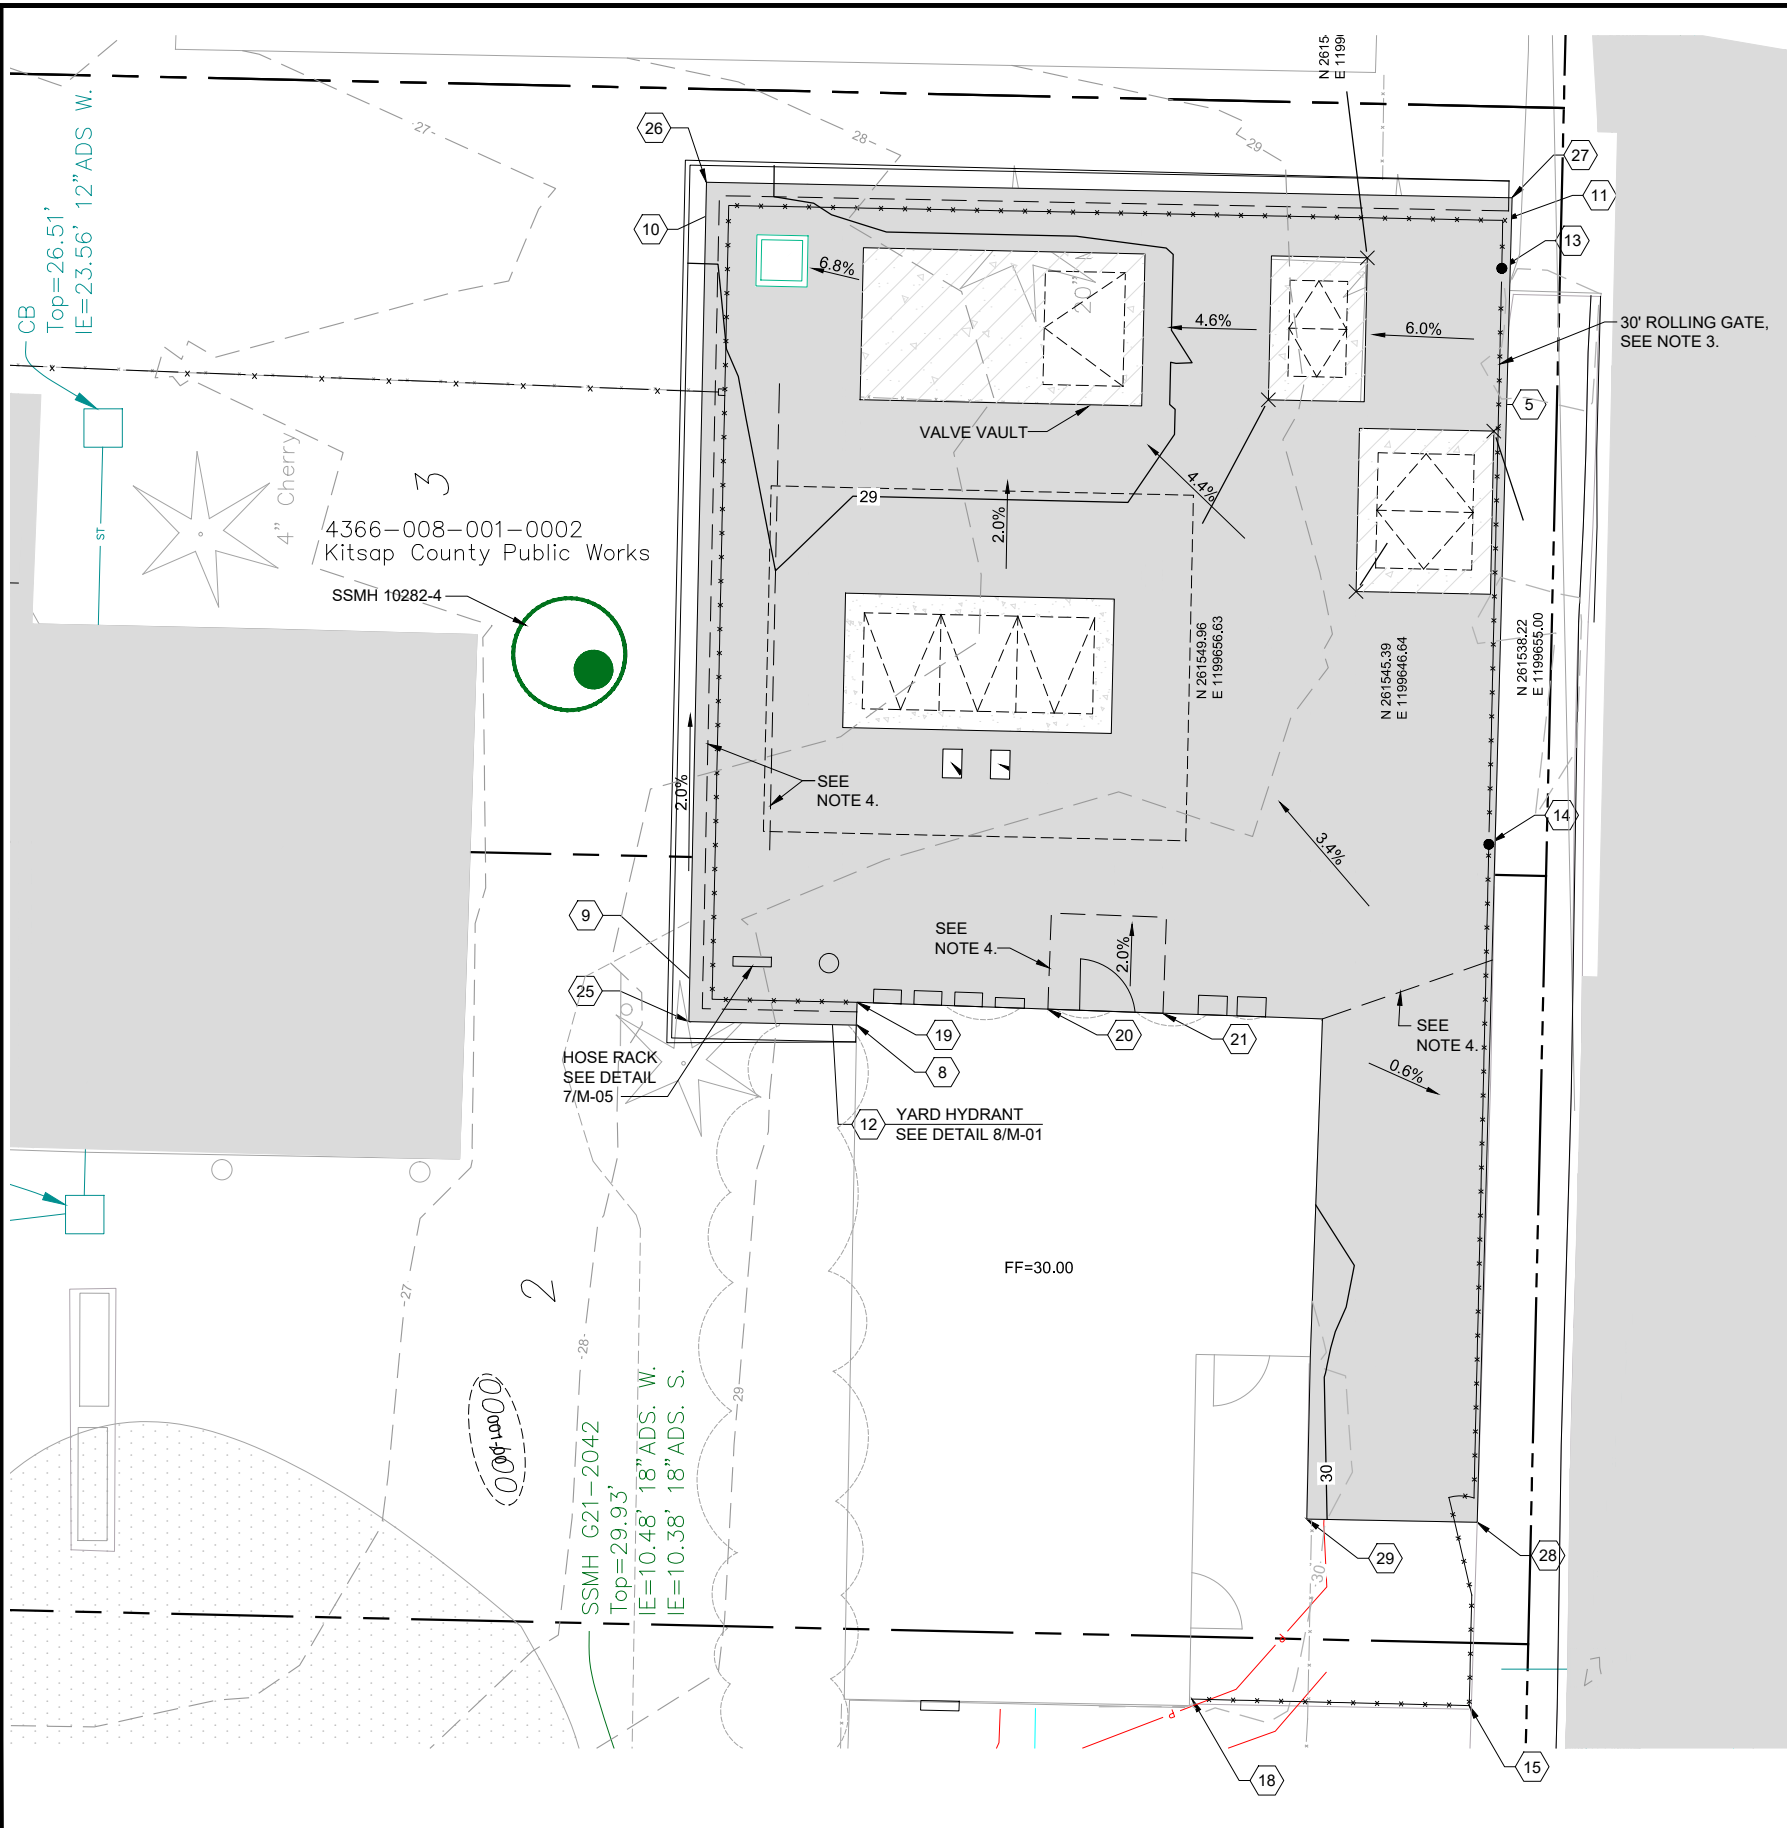 N 2615
E 1199
27
28
29
26
27
11
10
13
CB
Top=26.51'
IE=23.56' 12"ADS W.
6.8%
20"
4.6%
6.0%
30' ROLLING GATE,
SEE NOTE 3.
5
VALVE VAULT
4" Cherry
3
4.4%
29
4366-008-001-0002
Kitsap County Public Works
ST
2.0%
SSMH 10282-4
N 261549.96
E 1199656.63
N 261545.39
E 1199646.64
N 261538.22
E 1199655.00
2.0%
SEE
NOTE 4.
14
3.4%
9
SEE
NOTE 4.
2.0%
25
19
20
21
SEE
NOTE 4.
HOSE RACK
SEE DETAIL
7/M-05
8
0.6%
12
YARD HYDRANT
SEE DETAIL 8/M-01
FF=30.00
2
27
28
29
SSMH G21-2042
Top=29.93'
IE=10.48' 18"ADS. W.
IE=10.38' 18"ADS. S.
30
29
28
30
P
P
18
15